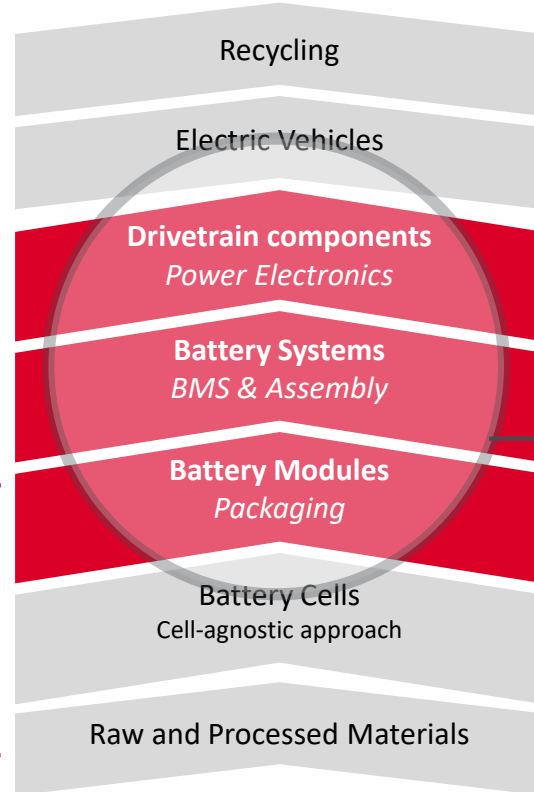 Recycling
Electric Vehicles
Drivetrain components
Power Electronics
Battery Systems
BMS & Assembly
Battery Modules
Packaging
Battery Cells
Cell-agnostic approach
Raw and Processed Materials